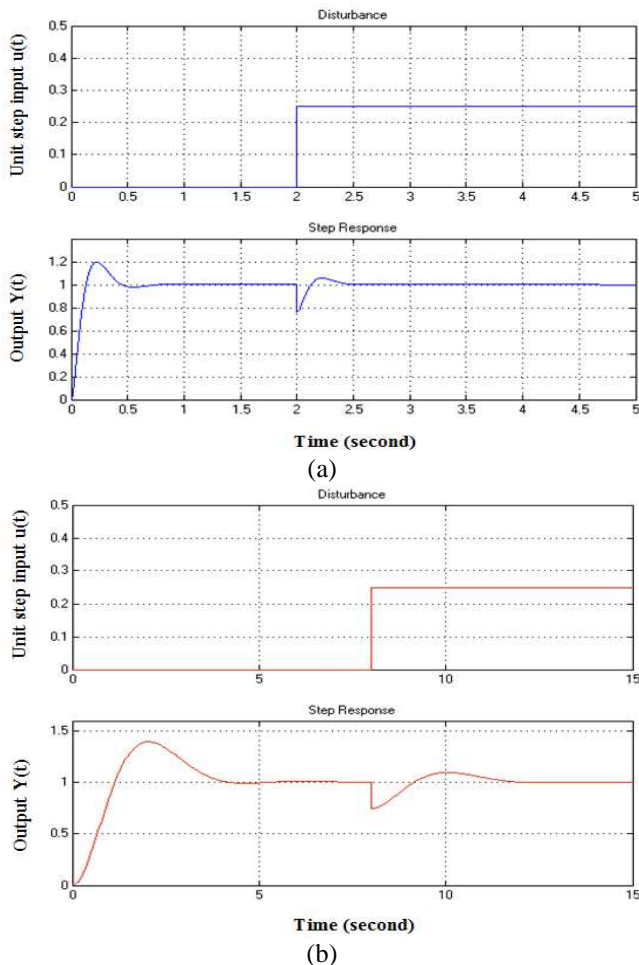 Disturbance
Unit step input u(t)
0.5
0.4
0.3
0.2
0.1
0
0 0.5 1 1.5 2 2.5 3 3.5 4 4.5 5
Step Response
Output Y(t)
1.2
1
0.8
0.6
0.4
0.2
0
0 0.5 1 1.5 2 2.5 3 3.5 4 4.5 5
Time (second)
(a)
Disturbance
Unit step input u(t)
0.5
0.4
0.3
0.2
0.1
0
0 5 10 15
Step Response
Output Y(t)
1.5
1
0.5
0
0 5 10 15
Time (second)
(b)